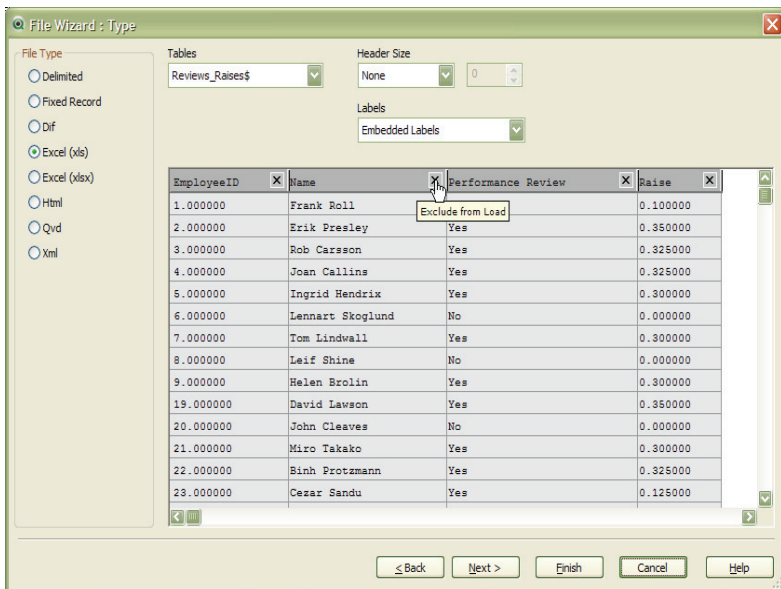 File Wizard : Type
File Type
Delimited
Fixed Record
Dif
Excel (xls)
Excel (xlsx)
Html
Qvd
Xml
Tables
Reviews_Raises$
Header Size
None
0
Labels
Embedded Labels
EmployeeID X Name X Performance Review X Raise X
1.000000 Frank Roll 0.100000
Exclude from Load
2.000000 Erik Presley Yes 0.350000
3.000000 Rob Carsson Yes 0.325000
4.000000 Joan Callins Yes 0.325000
5.000000 Ingrid Hendrix Yes 0.300000
6.000000 Lennart Skoglund No 0.000000
7.000000 Tom Lindwall Yes 0.300000
8.000000 Leif Shine No 0.000000
9.000000 Helen Brolin Yes 0.300000
19.000000 David Lawson Yes 0.350000
20.000000 John Cleaves No 0.000000
21.000000 Miro Takako Yes 0.300000
22.000000 Binh Protzmann Yes 0.325000
23.000000 Cezar Sandu Yes 0.125000
< Back Next > Finish Cancel Help